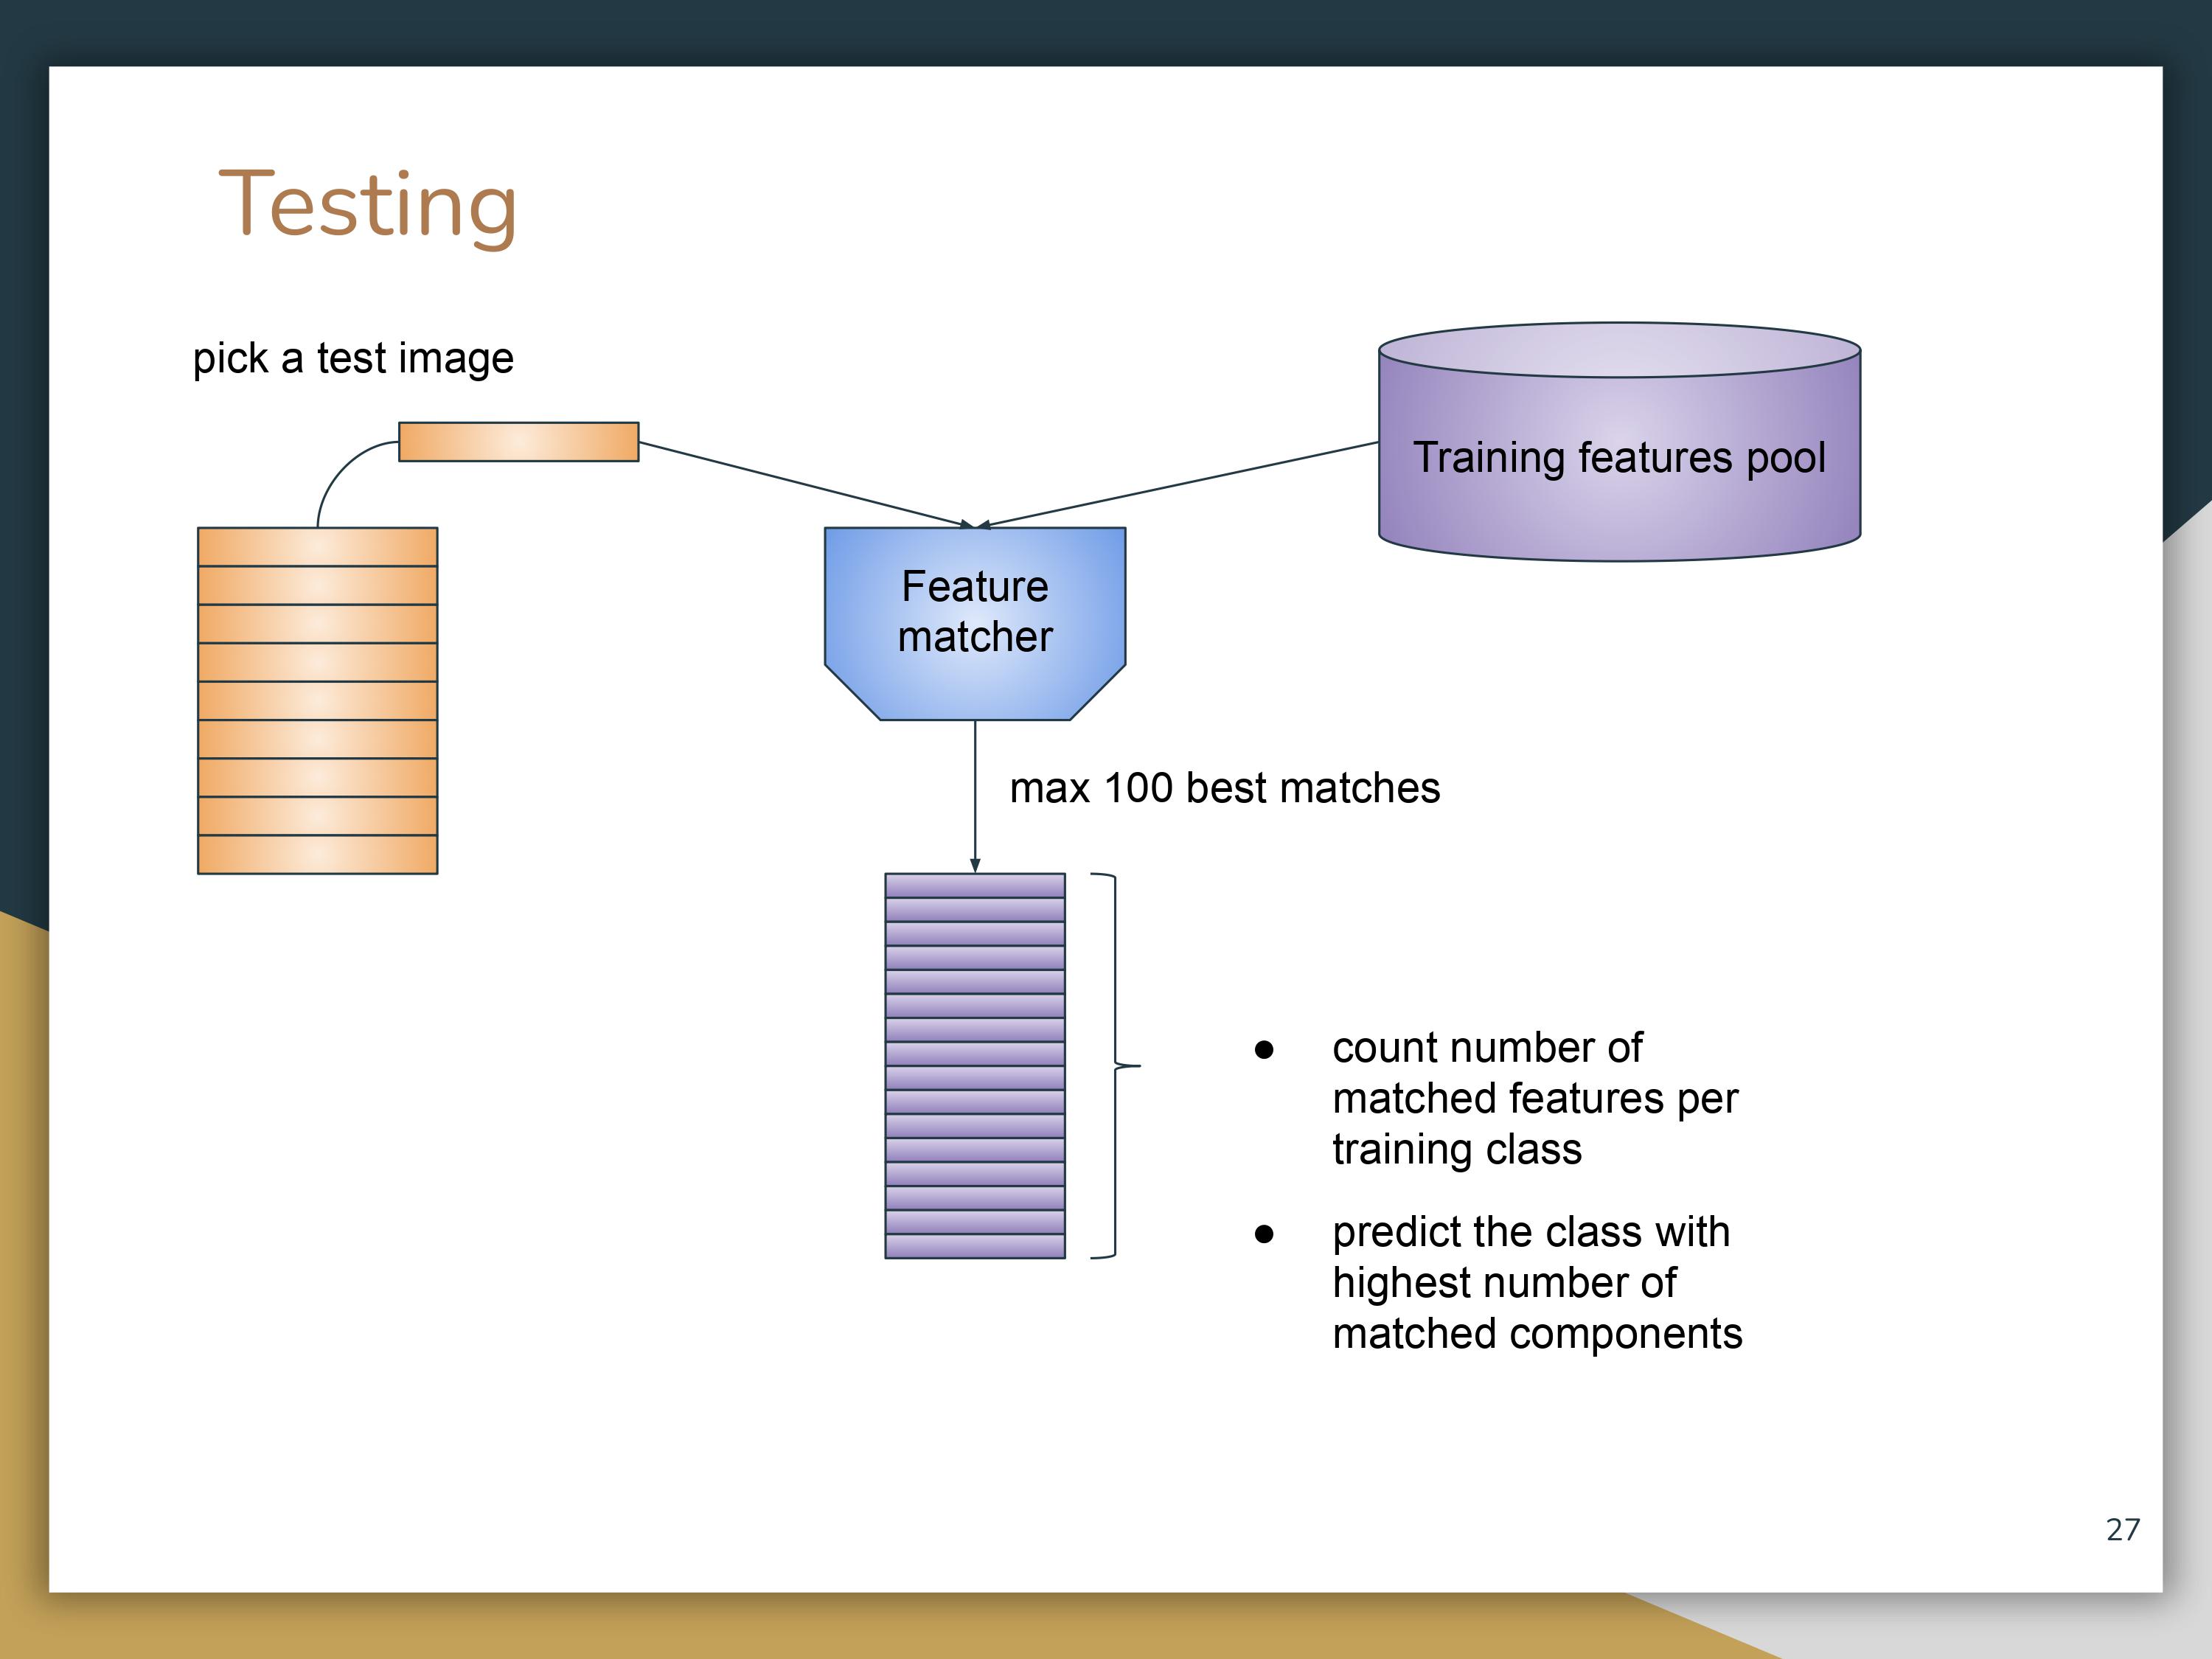 Testing
pick a test image
Training features pool
Feature
matcher
max 100 best matches
● count number of
matched features per
training class
● predict the class with
highest number of
matched components
27